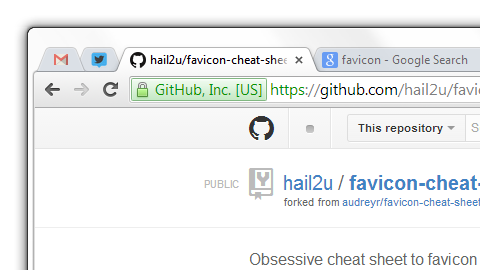 hail2u/favicon-cheat-shee
favicon - Google Search
GitHub, Inc. [US] https://github.com/hail2u/favi
This repository
PUBLIC hail2u / favicon-cheat-
forked from audreyr/favicon-cheat-sheet
Obsessive cheat sheet to favicon